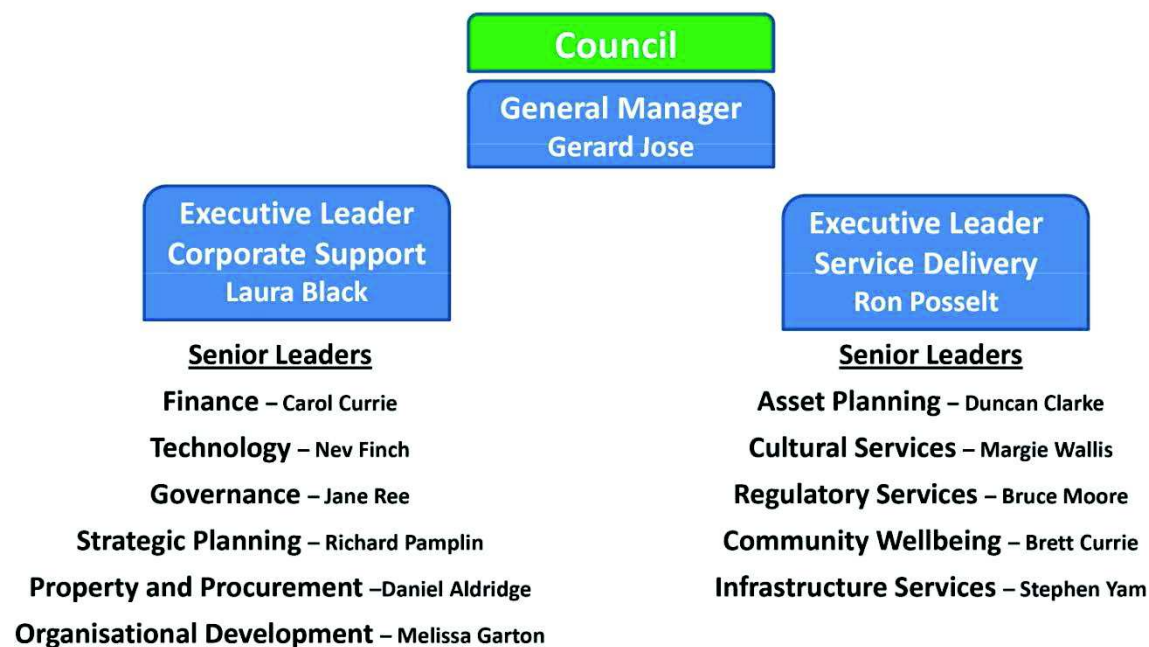 Council
General Manager
Gerard Jose
Executive Leader
Corporate Support
Laura Black
Senior Leaders
Finance – Carol Currie
Technology – Nev Finch
Governance – Jane Ree
Strategic Planning – Richard Pamplin
Property and Procurement –Daniel Aldridge
Organisational Development – Melissa Garton
Executive Leader
Service Delivery
Ron Posselt
Senior Leaders
Asset Planning – Duncan Clarke
Cultural Services – Margie Wallis
Regulatory Services – Bruce Moore
Community Wellbeing – Brett Currie
Infrastructure Services – Stephen Yam